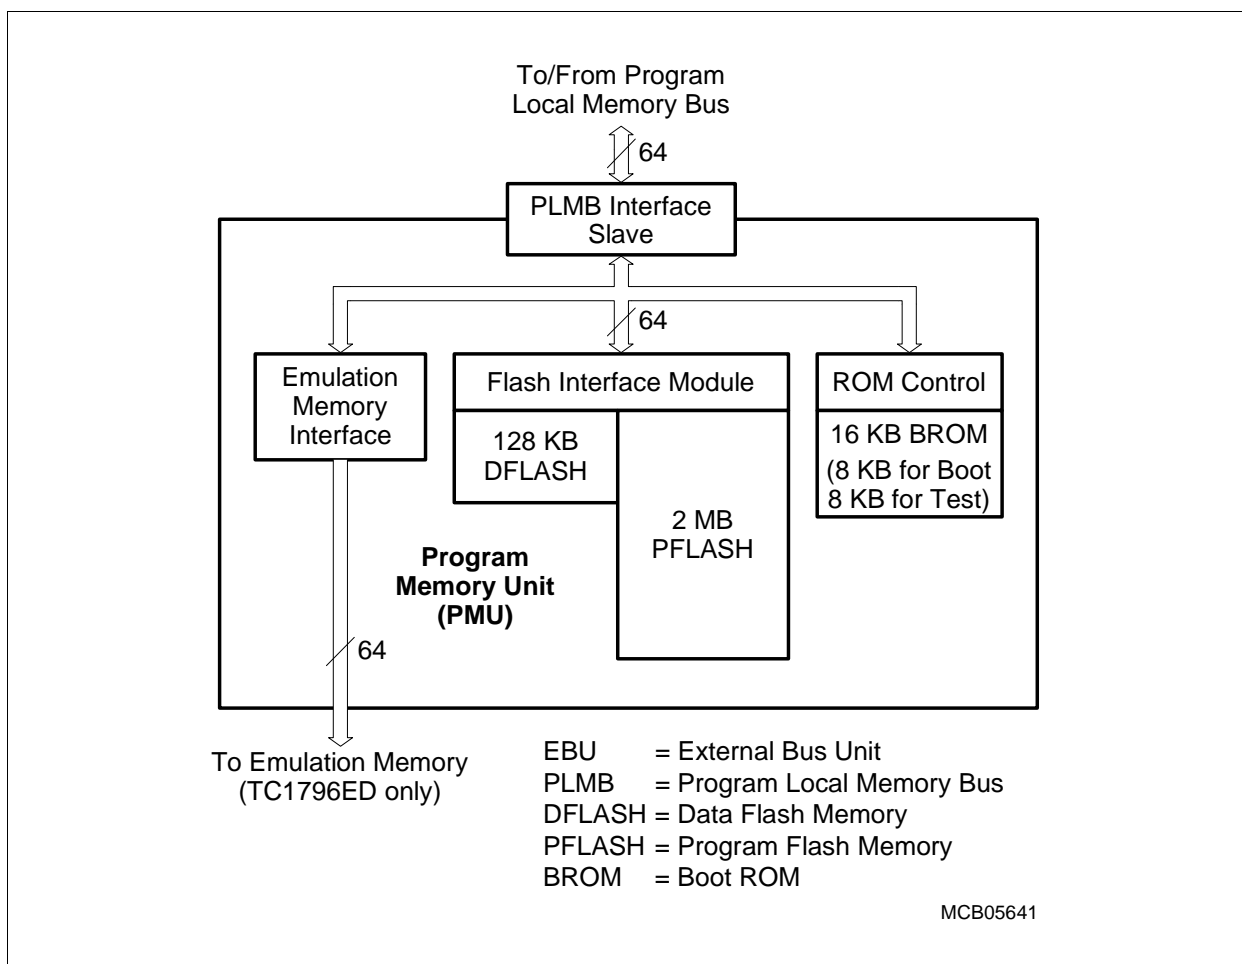 To/From Program
Local Memory Bus
64
PLMB Interface
Slave
64
Emulation
Memory
Interface
Flash Interface Module
ROM Control
128 KB
DFLASH
16 KB BROM
(8 KB for Boot
8 KB for Test)
2 MB
PFLASH
Program
Memory Unit
(PMU)
64
To Emulation Memory
(TC1796ED only)
EBU = External Bus Unit
PLMB = Program Local Memory Bus
DFLASH = Data Flash Memory
PFLASH = Program Flash Memory
BROM = Boot ROM
MCB05641